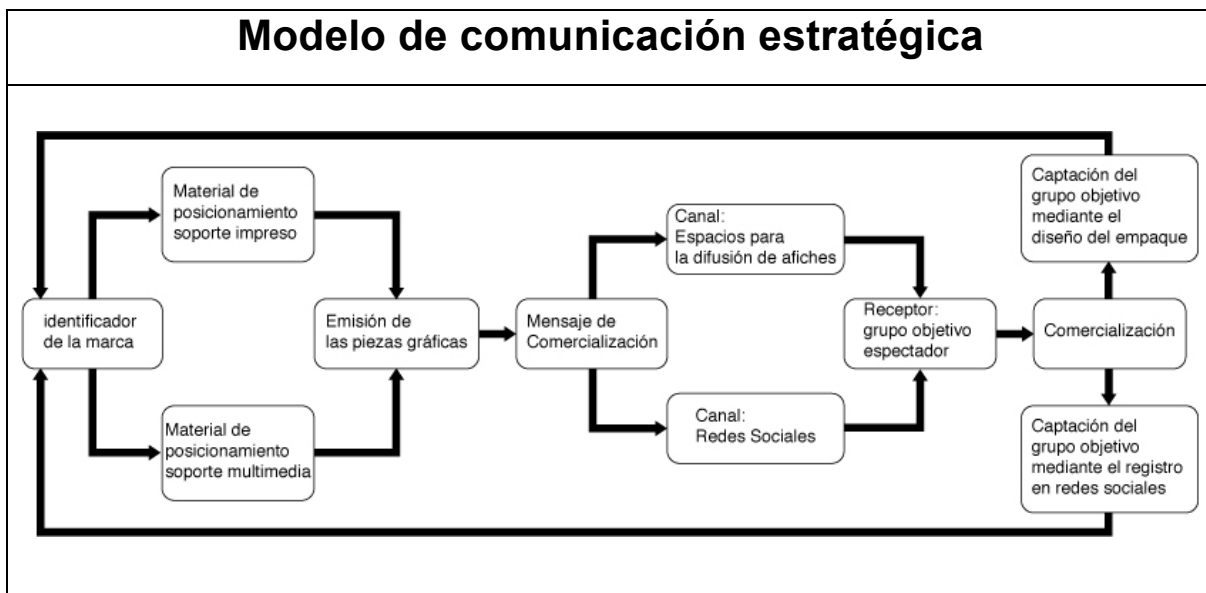 Modelo de comunicación estratégica
identificador
de la marca
Material de
posicionamiento
soporte impreso
Material de
posicionamiento
soporte multimedia
Emisión de
las piezas gráficas
Mensaje de
Comercialización
Canal:
Espacios para
la difusión de afiches
Canal:
Redes Sociales
Receptor:
grupo objetivo
espectador
Comercialización
Captación del
grupo objetivo
mediante el
diseño del empaque
Captación del
grupo objetivo
mediante el registro
en redes sociales